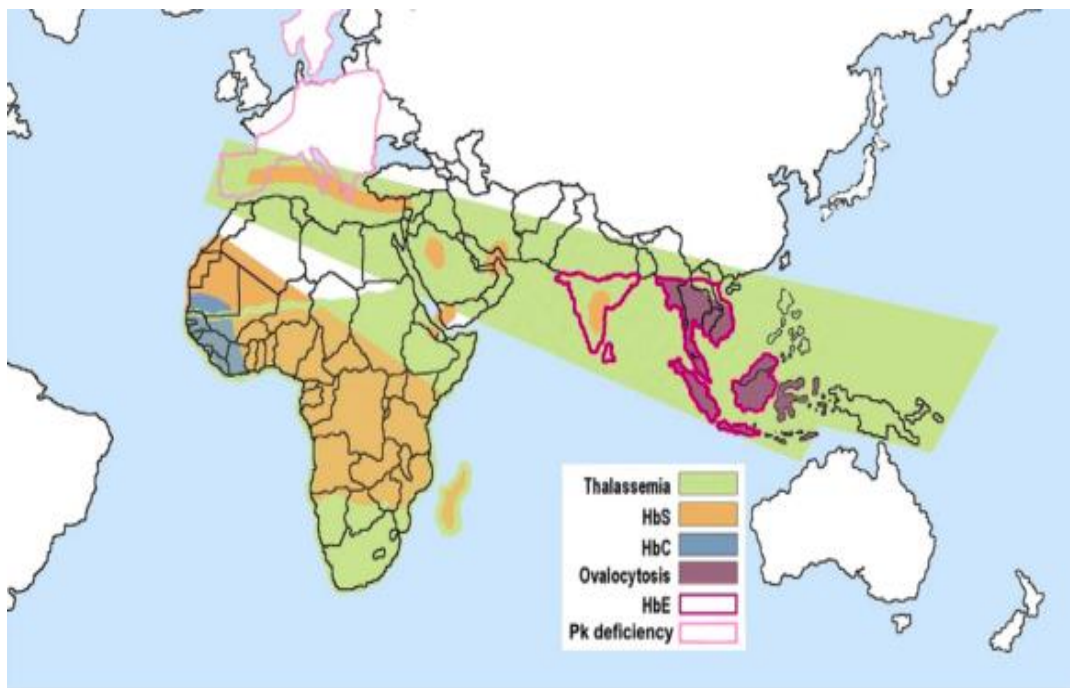 Thalassemia
HbS
HbC
Ovalocytosis
HbE
Pk deficiency